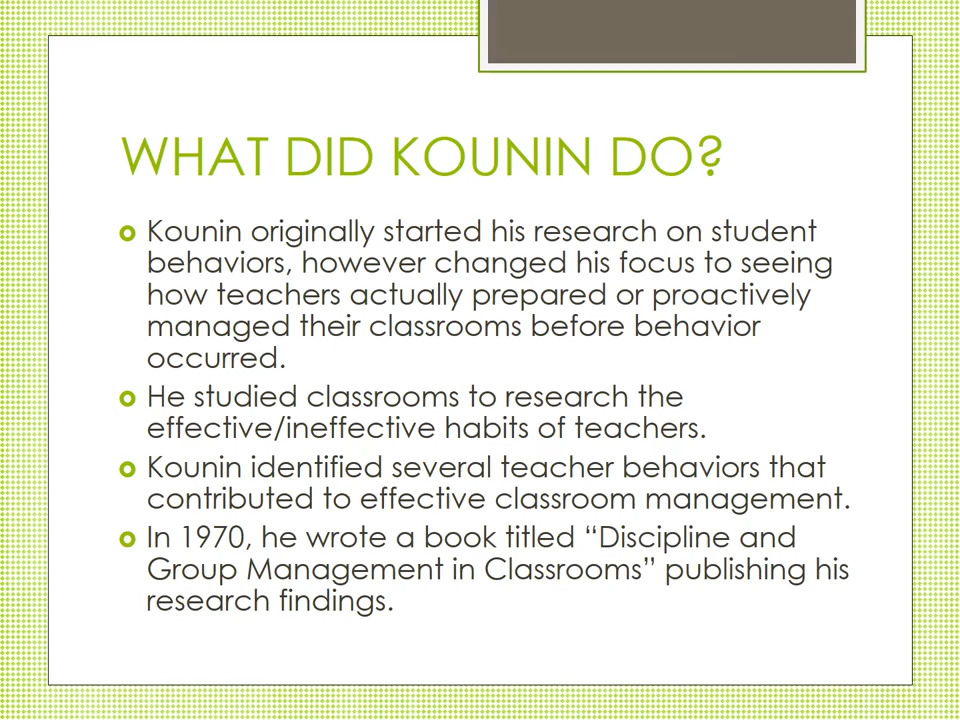 WHAT DID KOUNIN DO?
Kounin originally started his research on student
behaviors, however changed his focus to seeing
how teachers actually prepared or proactively
managed their classrooms before behavior
occurred.
He studied classrooms to research the
effective/ineffective habits of teachers.
Kounin identified several teacher behaviors that
contributed to effective classroom management.
In 1970, he wrote a book titled “Discipline and
Group Management in Classrooms” publishing his
research findings.